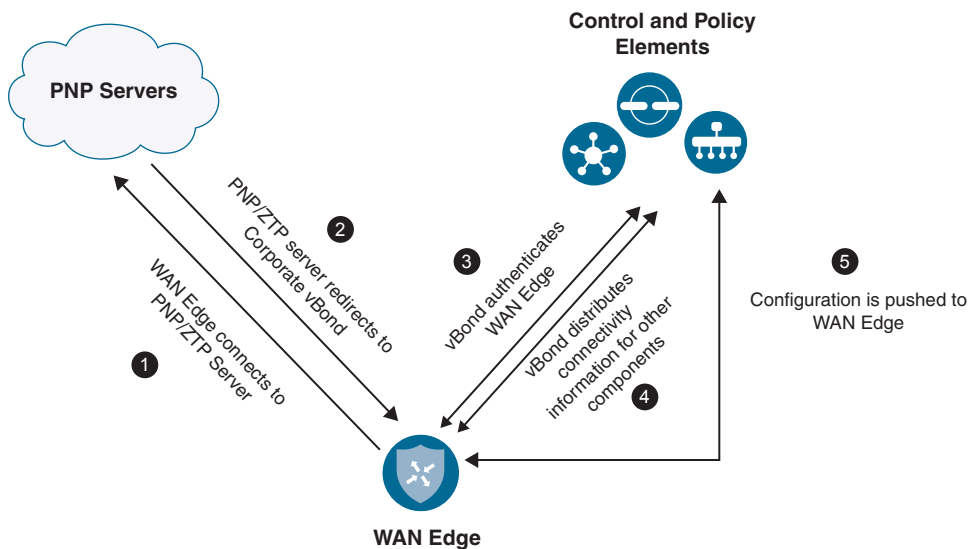 Control and Policy
Elements
PNP Servers
1
WAN Edge connects to
PNP/ZTP Server
2
PNP/ZTP server redirects to
Corporate vBond
3
vBond authenticates
WAN Edge
vBond distributes
connectivity
information for other
components
4
5
Configuration is pushed to
WAN Edge
WAN Edge